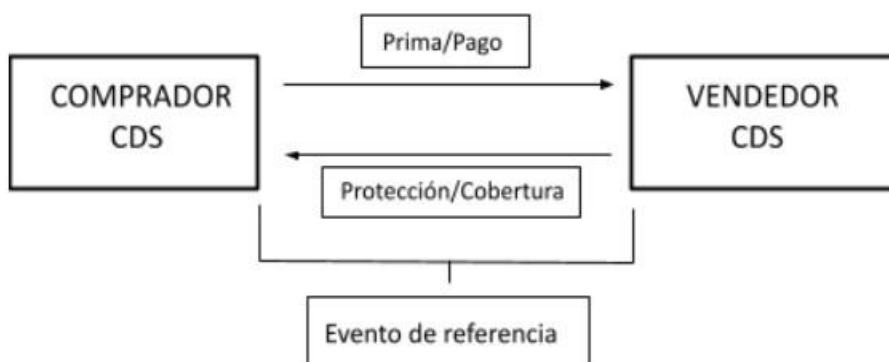 Prima/Pago
COMPRADOR
CDS
VENDEDOR
CDS
Protección/Cobertura
Evento de referencia